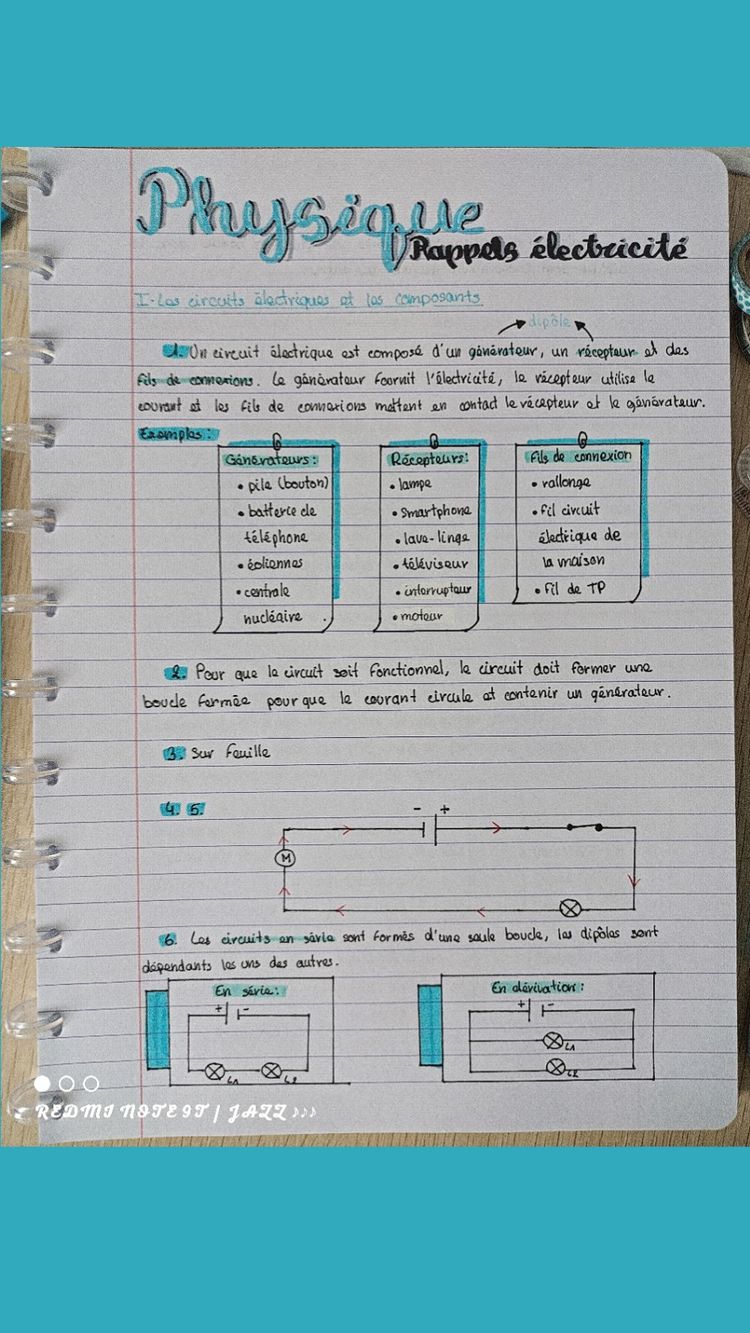 Physique
Rappels électricité
I-Les circuits électriques et les composants
dipôle
1. Un circuit électrique est composé d'un générateur, un récepteur et des
fils de connexions. Le générateur fournit l'électricité, le récepteur utilise le
courant et les fils de connexions mettent en contact le récepteur et le générateur.
Exemples :
Générateurs :
• pile (bouton)
• batterie de
téléphone
• éoliennes
• centrale
nucléaire
Récepteurs :
• lampe
• smartphone
• lave-linge
• téléviseur
• interrupteur
• moteur
Fils de connexion
• rallonge
• fil circuit
électrique de
la maison
• fil de TP
2. Pour que le circuit soit fonctionnel, le circuit doit former une
boucle fermée pour que le courant circule et contenir un générateur.
3. Sur feuille
4. 5.
- +
M
6. Les circuits en série sont formés d'une seule boucle, les dipôles sont
dépendants les uns des autres.
En série :
+ -
L1 L2
En dérivation :
+ -
L1
L2
REDMI NOTE 9T | JAZZ ♪♪♪